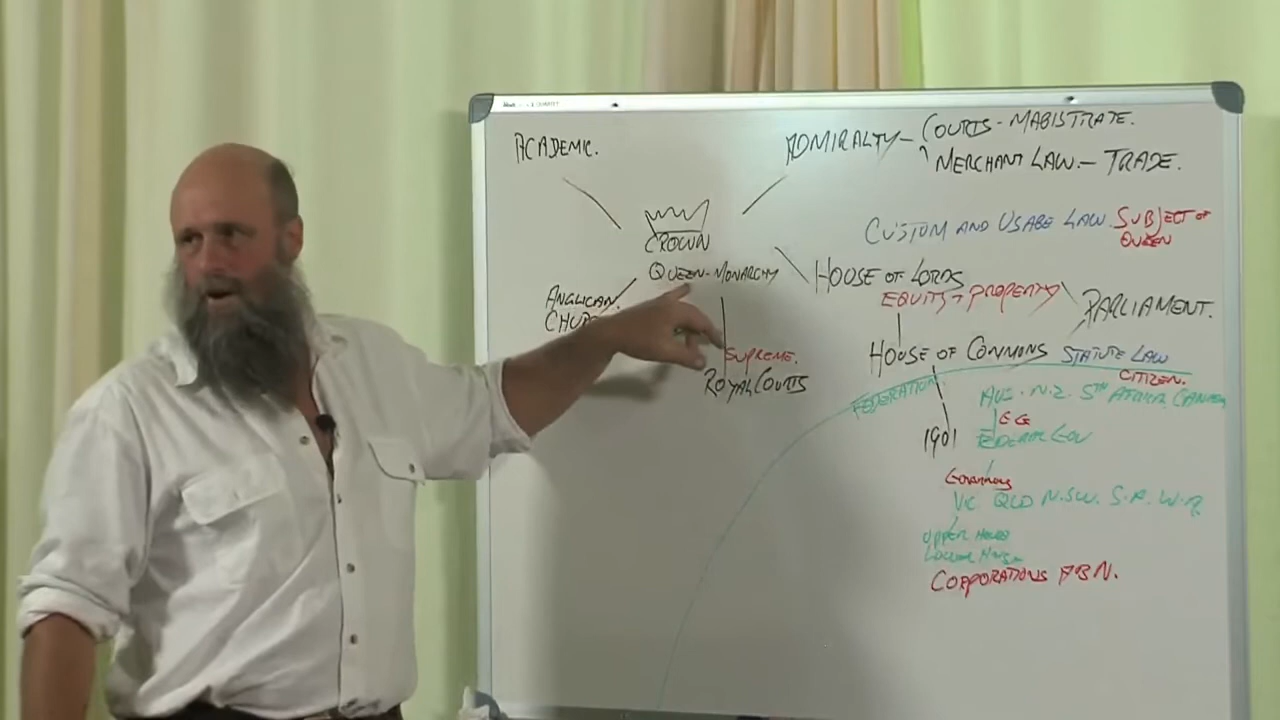 ACADEMIC.
ADMIRALTY - COURTS - MAGISTRATE.
MERCHANT LAW. - TRADE.
CROWN
QUEEN - MONARCHY
CUSTOM AND USAGE LAW. SUBJECT OF
QUEEN
HOUSE OF LORDS
EQUITY + PROPERTY
PARLIAMENT.
ANGLICAN.
SUPREME.
ROYAL COURTS
HOUSE OF COMMONS STATUTE LAW
CITIZEN.
FEDERATION
AUS. N.Z. STH AFRICA. CANADA
EG
1901 FEDERAL GOV
GOVERNORS
VIC QLD N.S.W. S.A. W.A.
UPPER HOUSE
LOWER HOUSE
CORPORATIONS ABN.